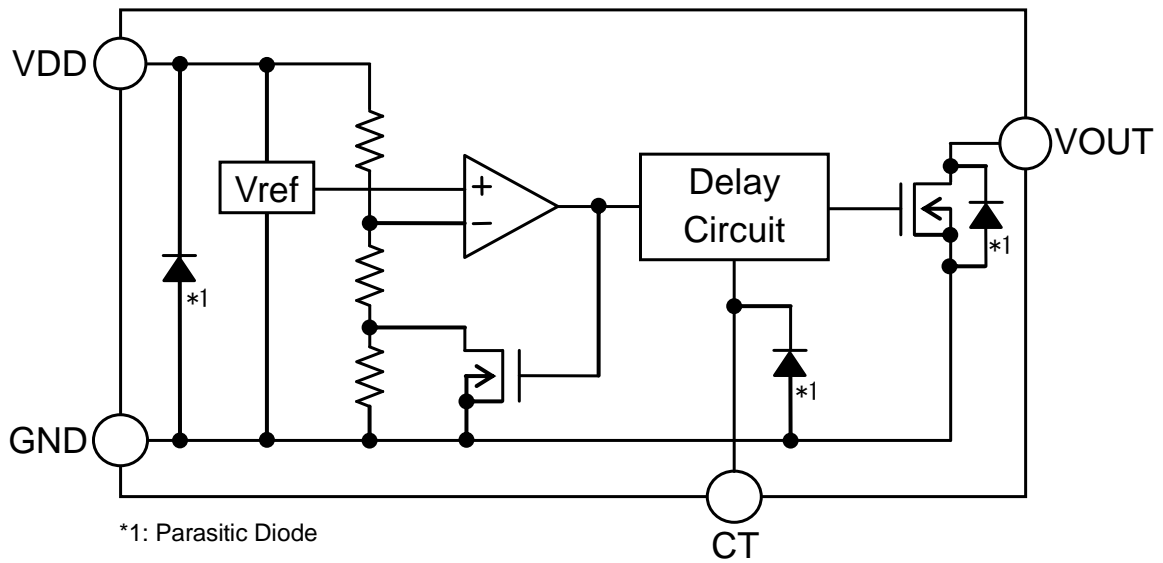 VDD
VOUT
Vref
+
−
Delay
Circuit
*1
*1
*1
GND
*1: Parasitic Diode
CT